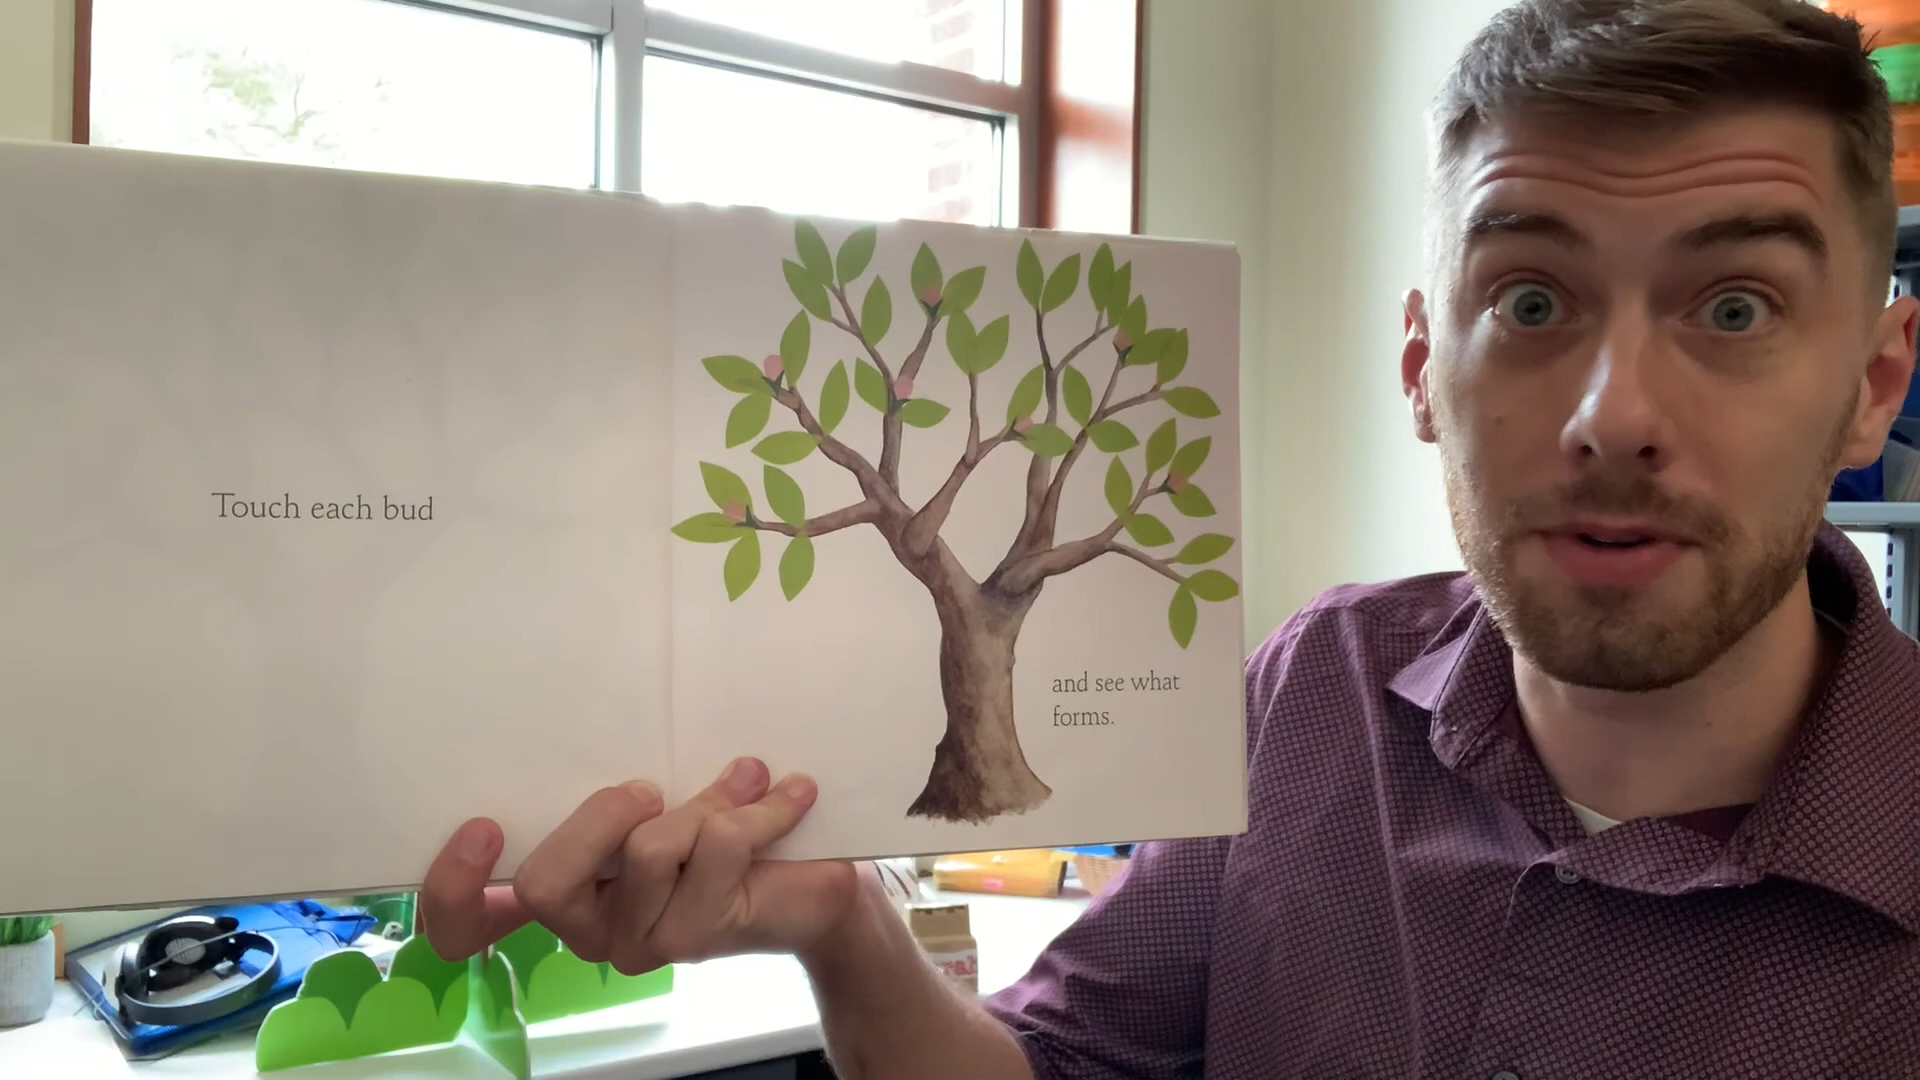 Touch each bud
and see what
forms.